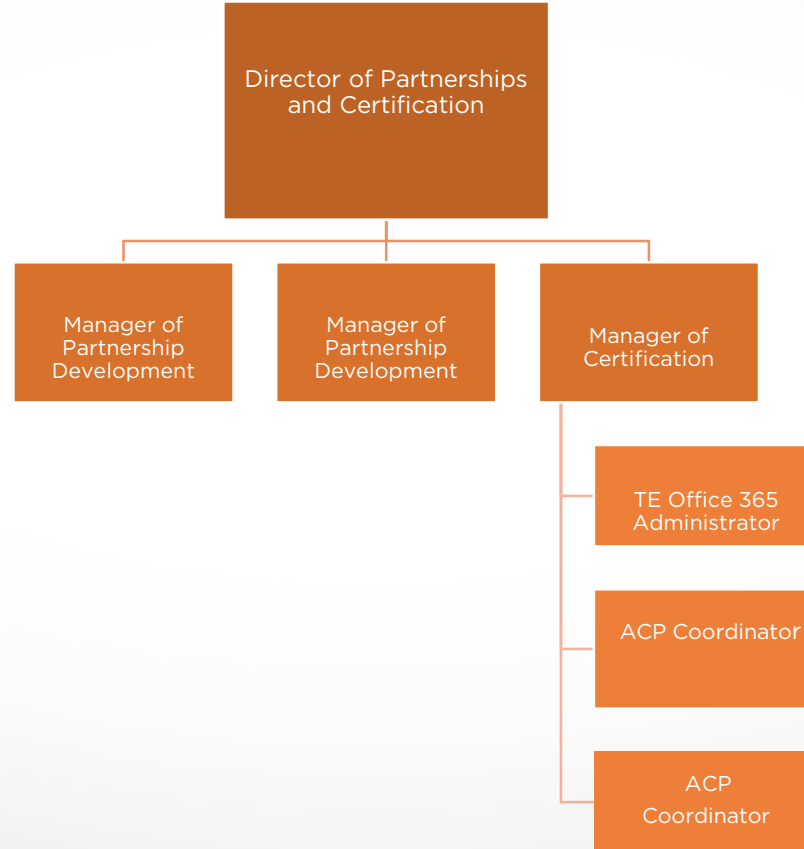 Director of Partnerships
and Certification
Manager of
Partnership
Development
Manager of
Partnership
Development
Manager of
Certification
TE Office 365
Administrator
ACP Coordinator
ACP
Coordinator